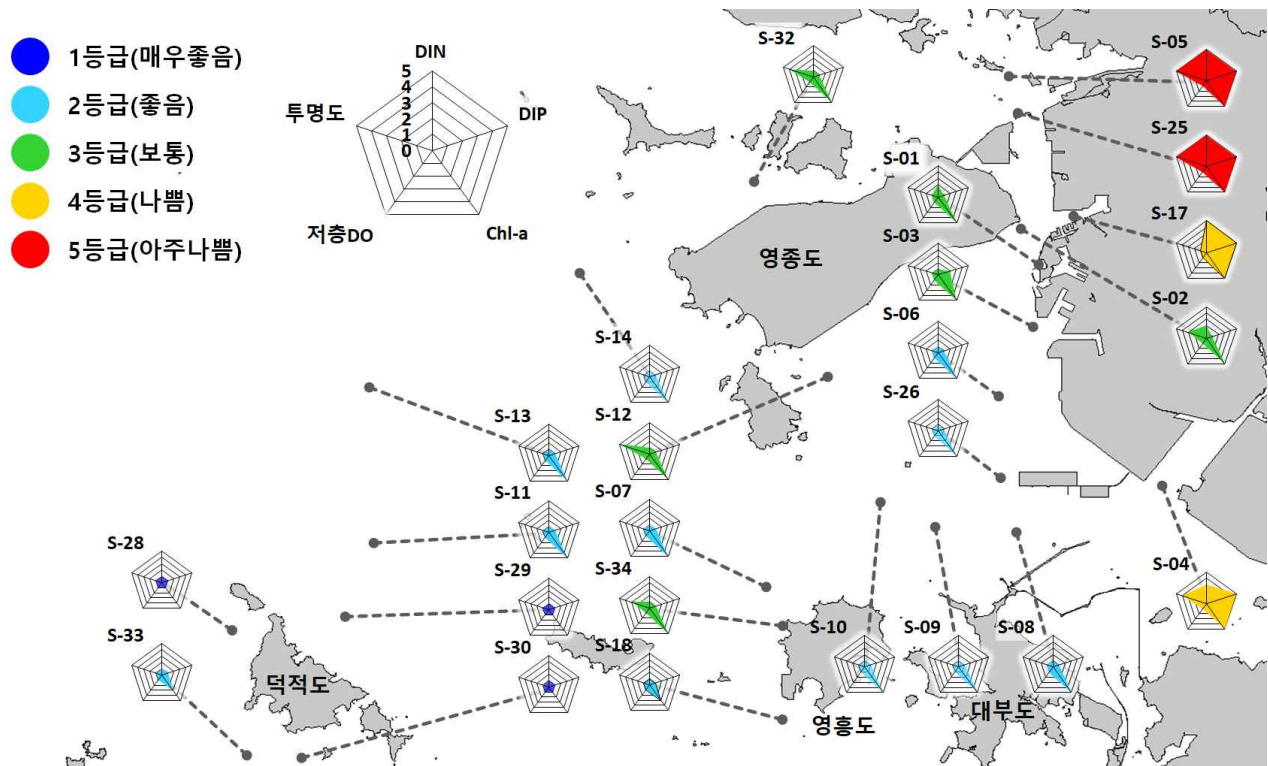 1등급(매우좋음)
2등급(좋음)
3등급(보통)
4등급(나쁨)
5등급(아주나쁨)
DIN
5
4
3
2
1
0
투명도
DIP
저층DO
Chl-a
S-32
S-05
S-25
S-01
S-17
S-03
영종도
S-02
S-06
S-14
S-26
S-13
S-12
S-11
S-07
S-28
S-29
S-34
S-04
S-33
S-30
S-18
S-10
S-09
S-08
덕적도
영흥도
대부도